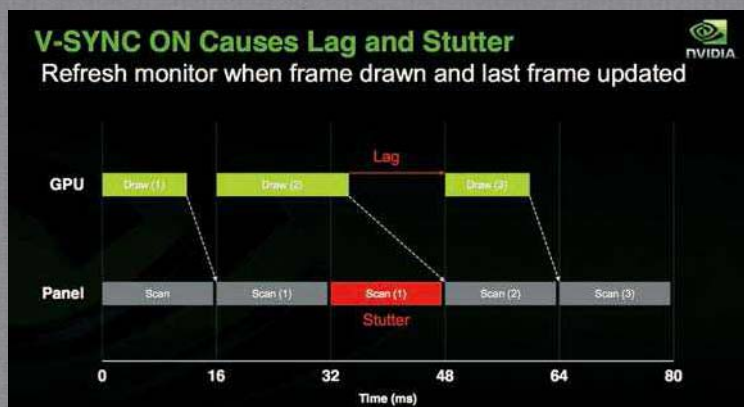 V-SYNC ON Causes Lag and Stutter
NVIDIA
Refresh monitor when frame drawn and last frame updated
Lag
GPU
Draw (1)
Draw (2)
Draw (3)
Panel
Scan
Scan (1)
Scan (1)
Scan (2)
Scan (3)
Stutter
0 16 32 48 64 80
Time (ms)